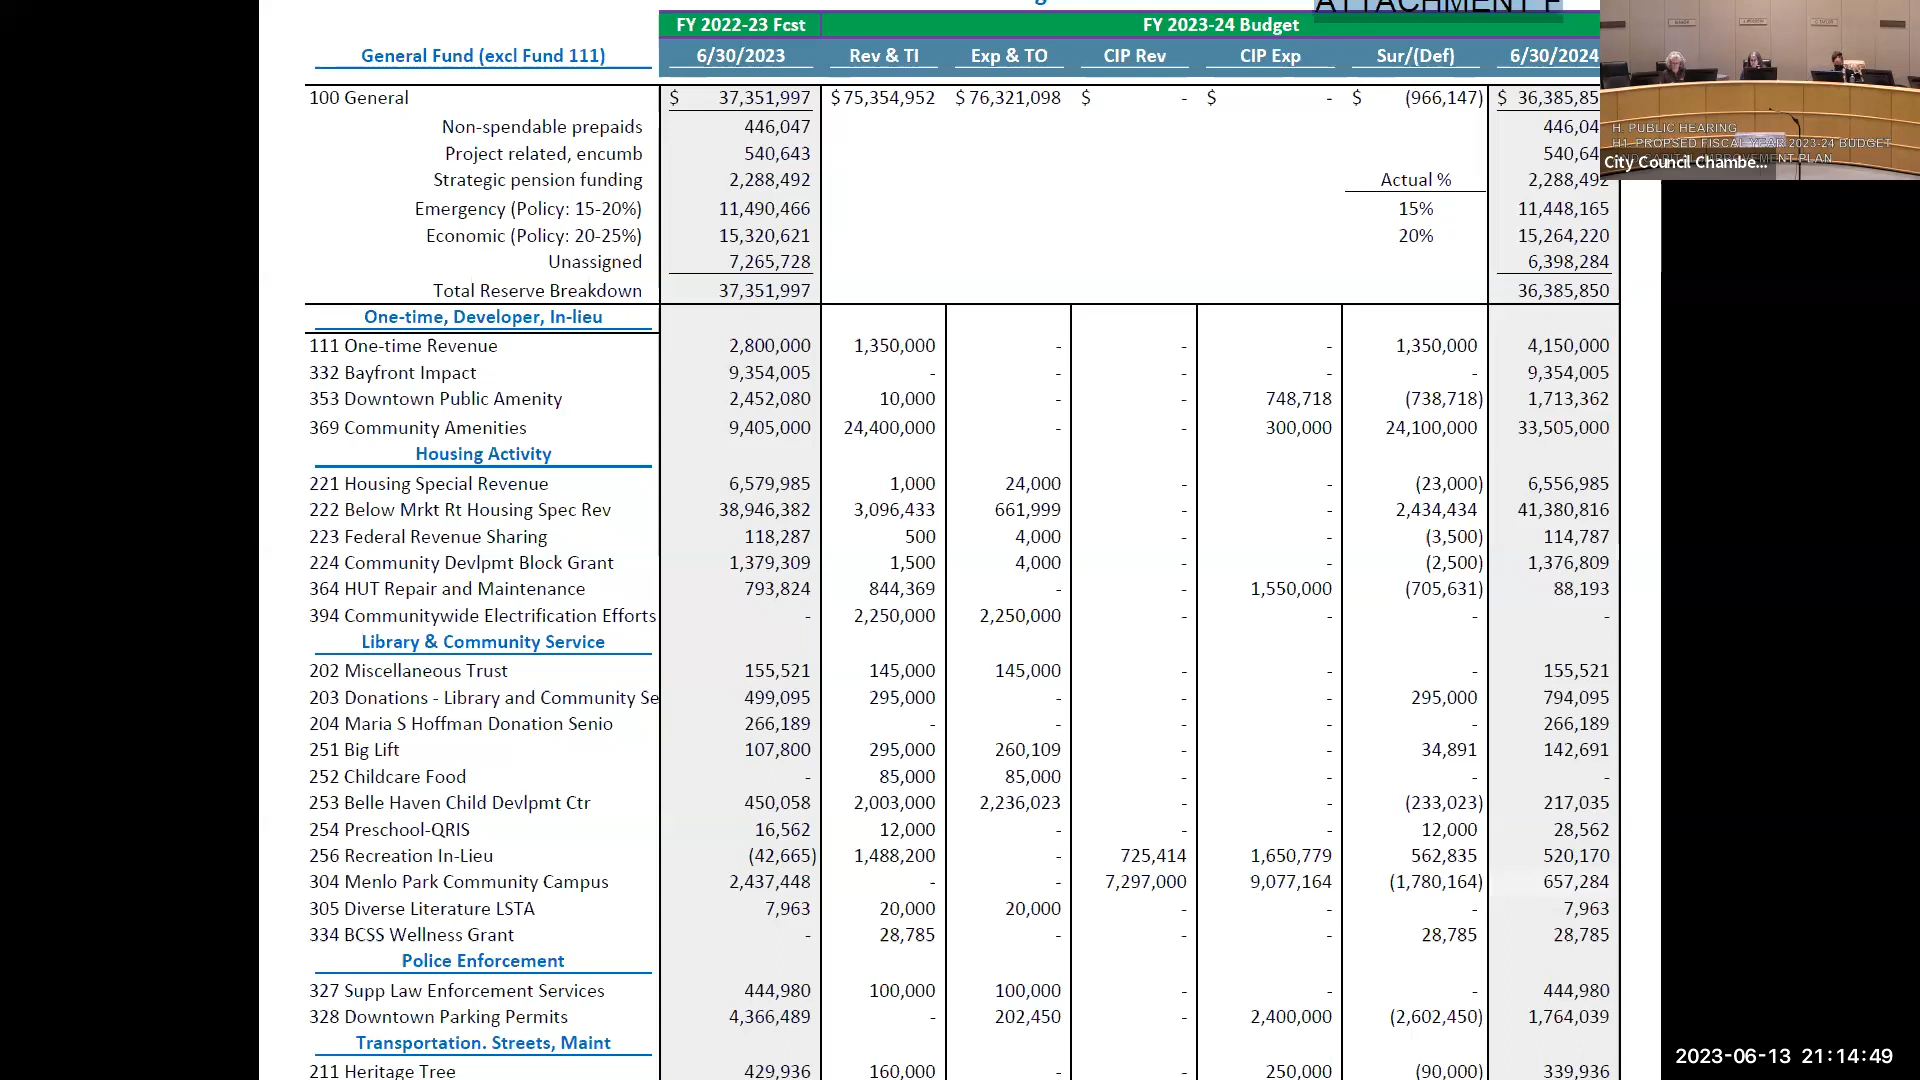 ATTACHMENT F
FY 2022-23 Fcst FY 2023-24 Budget
General Fund (excl Fund 111) 6/30/2023 Rev & TI Exp & TO CIP Rev CIP Exp Sur/(Def) 6/30/2024
100 General $ 37,351,997 $ 75,354,952 $ 76,321,098 $ - $ - $ (966,147) $ 36,385,85
Non-spendable prepaids 446,047 446,04
Project related, encumb 540,643 540,64
Strategic pension funding 2,288,492 Actual % 2,288,492
Emergency (Policy: 15-20%) 11,490,466 15% 11,448,165
Economic (Policy: 20-25%) 15,320,621 20% 15,264,220
Unassigned 7,265,728 6,398,284
Total Reserve Breakdown 37,351,997 36,385,850
One-time, Developer, In-lieu
111 One-time Revenue 2,800,000 1,350,000 - - - 1,350,000 4,150,000
332 Bayfront Impact 9,354,005 - - - - - 9,354,005
353 Downtown Public Amenity 2,452,080 10,000 - - 748,718 (738,718) 1,713,362
369 Community Amenities 9,405,000 24,400,000 - - 300,000 24,100,000 33,505,000
Housing Activity
221 Housing Special Revenue 6,579,985 1,000 24,000 - - (23,000) 6,556,985
222 Below Mrkt Rt Housing Spec Rev 38,946,382 3,096,433 661,999 - - 2,434,434 41,380,816
223 Federal Revenue Sharing 118,287 500 4,000 - - (3,500) 114,787
224 Community Devlpmt Block Grant 1,379,309 1,500 4,000 - - (2,500) 1,376,809
364 HUT Repair and Maintenance 793,824 844,369 - - 1,550,000 (705,631) 88,193
394 Communitywide Electrification Efforts - 2,250,000 2,250,000 - - - -
Library & Community Service
202 Miscellaneous Trust 155,521 145,000 145,000 - - - 155,521
203 Donations - Library and Community Se 499,095 295,000 - - - 295,000 794,095
204 Maria S Hoffman Donation Senio 266,189 - - - - - 266,189
251 Big Lift 107,800 295,000 260,109 - - 34,891 142,691
252 Childcare Food - 85,000 85,000 - - - -
253 Belle Haven Child Devlpmt Ctr 450,058 2,003,000 2,236,023 - - (233,023) 217,035
254 Preschool-QRIS 16,562 12,000 - - - 12,000 28,562
256 Recreation In-Lieu (42,665) 1,488,200 - 725,414 1,650,779 562,835 520,170
304 Menlo Park Community Campus 2,437,448 - - 7,297,000 9,077,164 (1,780,164) 657,284
305 Diverse Literature LSTA 7,963 20,000 20,000 - - - 7,963
334 BCSS Wellness Grant - 28,785 - - - 28,785 28,785
Police Enforcement
327 Supp Law Enforcement Services 444,980 100,000 100,000 - - - 444,980
328 Downtown Parking Permits 4,366,489 - 202,450 - 2,400,000 (2,602,450) 1,764,039
Transportation. Streets, Maint
211 Heritage Tree 429,936 160,000 - - 250,000 (90,000) 339,936
H. PUBLIC HEARING
H1. PROPSED FISCAL YEAR 2023-24 BUDGET
EMENT PLAN
City Council Chambe...
2023-06-13 21:14:49